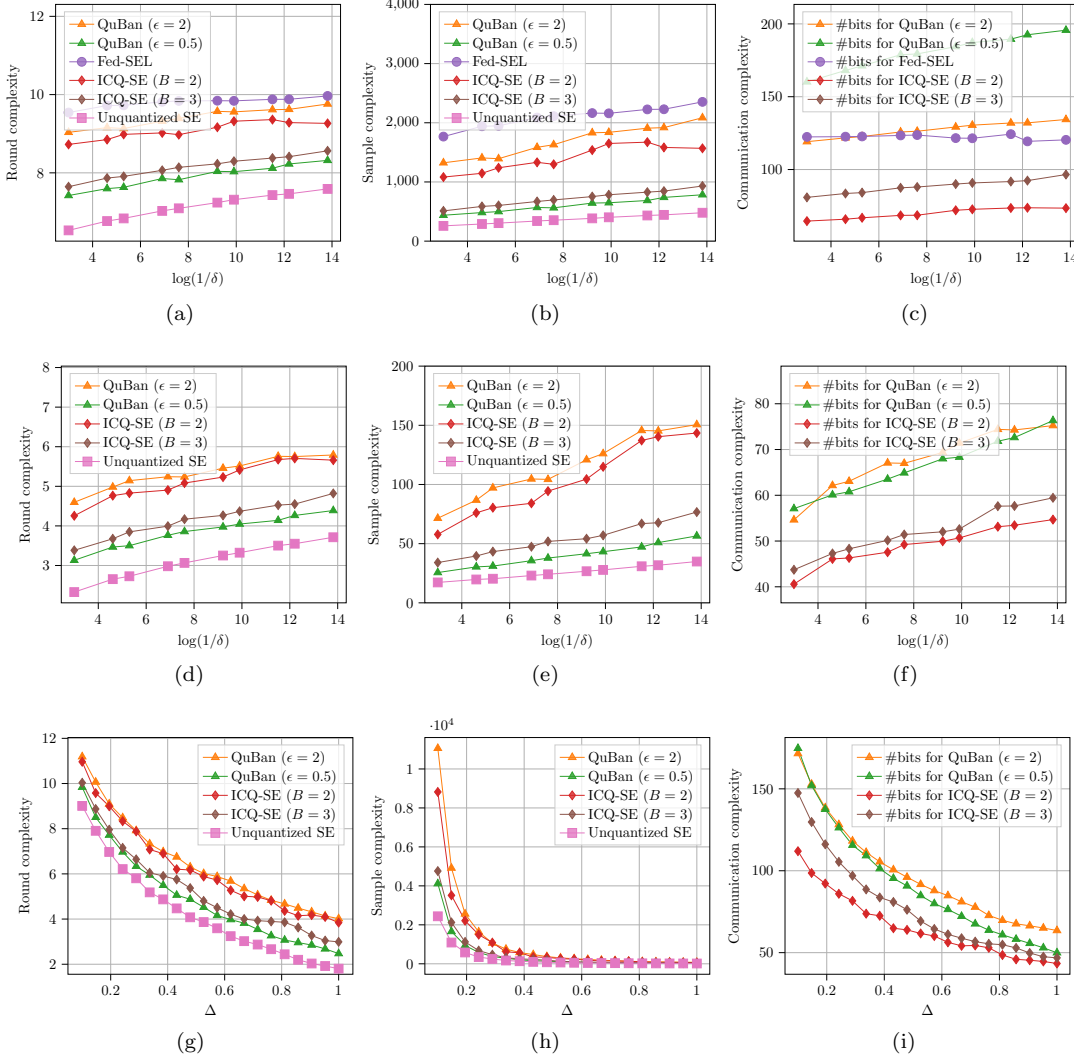 12
10
8
Round complexity
QuBan (ϵ = 2)
QuBan (ϵ = 0.5)
Fed-SEL
ICQ-SE (B = 2)
ICQ-SE (B = 3)
Unquantized SE
4 6 8 10 12 14
log(1/δ)
(a)
4,000
3,000
2,000
1,000
0
Sample complexity
QuBan (ϵ = 2)
QuBan (ϵ = 0.5)
Fed-SEL
ICQ-SE (B = 2)
ICQ-SE (B = 3)
Unquantized SE
4 6 8 10 12 14
log(1/δ)
(b)
200
150
100
Communication complexity
#bits for QuBan (ϵ = 2)
#bits for QuBan (ϵ = 0.5)
#bits for Fed-SEL
#bits for ICQ-SE (B = 2)
#bits for ICQ-SE (B = 3)
4 6 8 10 12 14
log(1/δ)
(c)
8
7
6
5
4
3
Round complexity
QuBan (ϵ = 2)
QuBan (ϵ = 0.5)
ICQ-SE (B = 2)
ICQ-SE (B = 3)
Unquantized SE
4 6 8 10 12 14
log(1/δ)
(d)
200
150
100
50
0
Sample complexity
QuBan (ϵ = 2)
QuBan (ϵ = 0.5)
ICQ-SE (B = 2)
ICQ-SE (B = 3)
Unquantized SE
4 6 8 10 12 14
log(1/δ)
(e)
80
70
60
50
40
Communication complexity
#bits for QuBan (ϵ = 2)
#bits for QuBan (ϵ = 0.5)
#bits for ICQ-SE (B = 2)
#bits for ICQ-SE (B = 3)
4 6 8 10 12 14
log(1/δ)
(f)
12
10
8
6
4
2
Round complexity
QuBan (ϵ = 2)
QuBan (ϵ = 0.5)
ICQ-SE (B = 2)
ICQ-SE (B = 3)
Unquantized SE
0.2 0.4 0.6 0.8 1
Δ
(g)
·10⁴
1
0.8
0.6
0.4
0.2
0
Sample complexity
QuBan (ϵ = 2)
QuBan (ϵ = 0.5)
ICQ-SE (B = 2)
ICQ-SE (B = 3)
Unquantized SE
0.2 0.4 0.6 0.8 1
Δ
(h)
150
100
50
Communication complexity
#bits for QuBan (ϵ = 2)
#bits for QuBan (ϵ = 0.5)
#bits for ICQ-SE (B = 2)
#bits for ICQ-SE (B = 3)
0.2 0.4 0.6 0.8 1
Δ
(i)